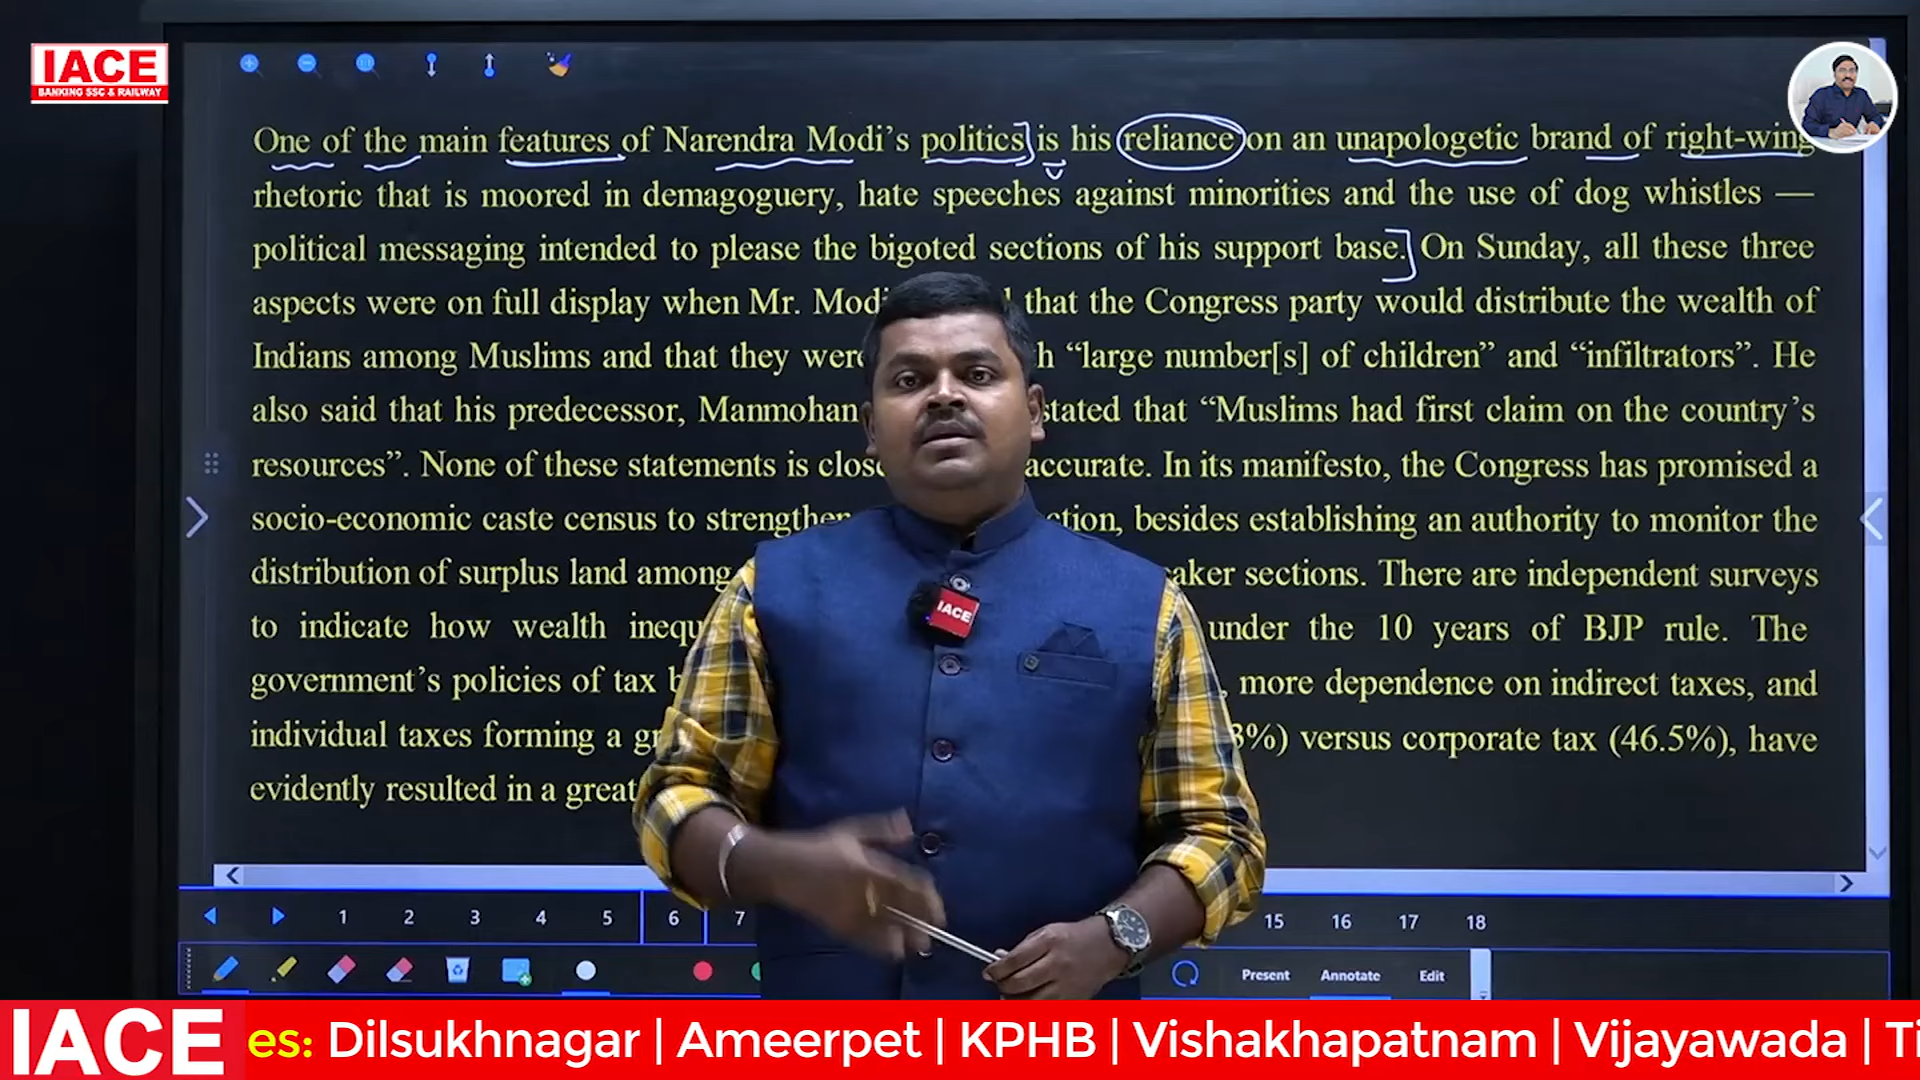 IACE
BANKING SSC & RAILWAY
One of the main features of Narendra Modi's politics is his reliance on an unapologetic brand of right-wing
rhetoric that is moored in demagoguery, hate speeches against minorities and the use of dog whistles —
political messaging intended to please the bigoted sections of his support base. On Sunday, all these three
aspects were on full display when Mr. Modi that the Congress party would distribute the wealth of
Indians among Muslims and that they were “large number[s] of children” and “infiltrators”. He
also said that his predecessor, Manmohan stated that “Muslims had first claim on the country's
resources”. None of these statements is close accurate. In its manifesto, the Congress has promised a
socio-economic caste census to strengthen besides establishing an authority to monitor the
distribution of surplus land among sections. There are independent surveys
to indicate how wealth under the 10 years of BJP rule. The
government's policies of tax more dependence on indirect taxes, and
individual taxes forming a versus corporate tax (46.5%), have
evidently resulted in a great
IACE
1 2 3 4 5 6 7 15 16 17 18
Present Annotate Edit
IACE es: Dilsukhnagar | Ameerpet | KPHB | Vishakhapatnam | Vijayawada | Ti